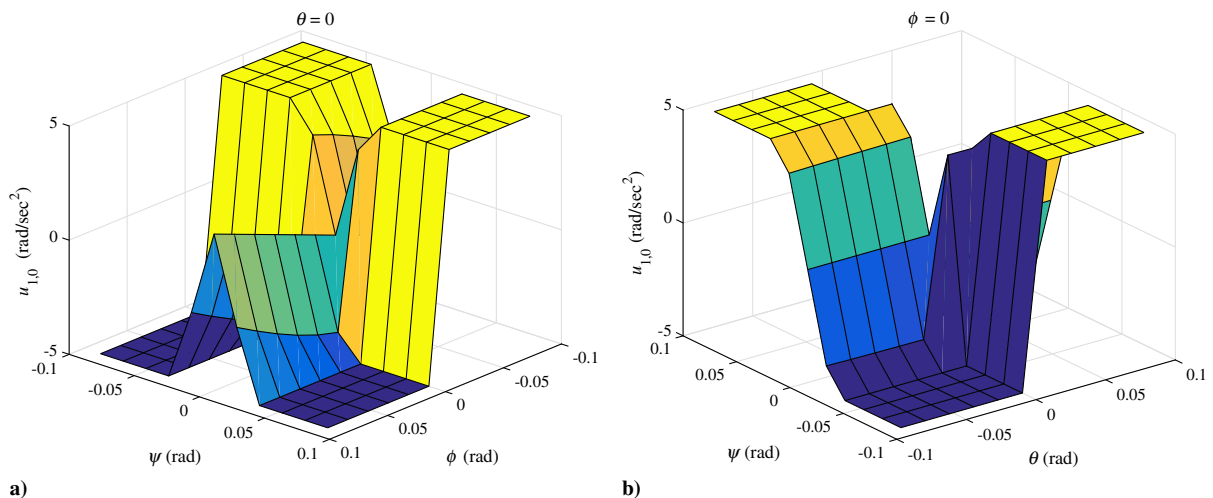 θ = 0
5
0
-5
u1,0 (rad/sec2)
-0.1
-0.05
0
0.05
0.1
ψ (rad)
0.1
0.05
0
-0.05
-0.1
ϕ (rad)
a)
ϕ = 0
5
0
-5
u1,0 (rad/sec2)
0.1
0.05
0
-0.05
-0.1
ψ (rad)
-0.1
-0.05
0
0.05
0.1
θ (rad)
b)